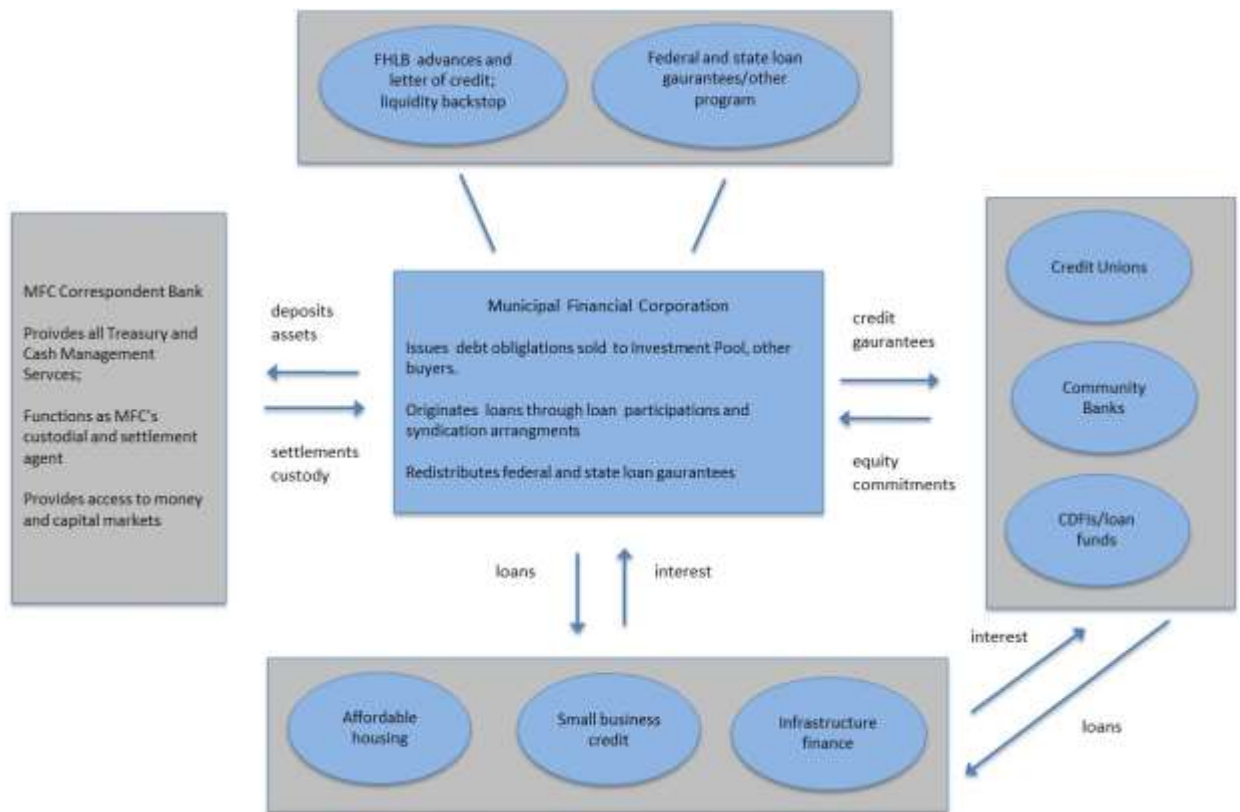 FHLB advances and
letter of credit;
liquidity backstop
Federal and state loan
gaurantees/other
program
MFC Correspondent Bank
Proivdes all Treasury and
Cash Management
Servces;
Functions as MFC's
custodial and settlement
agent
Provides access to money
and capital markets
deposits
assets
settlements
custody
Municipal Financial Corporation
Issues debt obliglations sold to Investment Pool, other
buyers.
Originates loans through loan participations and
syndication arrangments
Redistributes federal and state loan gaurantees
credit
gaurantees
equity
commitments
Credit Unions
Community
Banks
CDFIs/loan
funds
loans
interest
interest
loans
Affordable
housing
Small business
credit
Infrastructure
finance